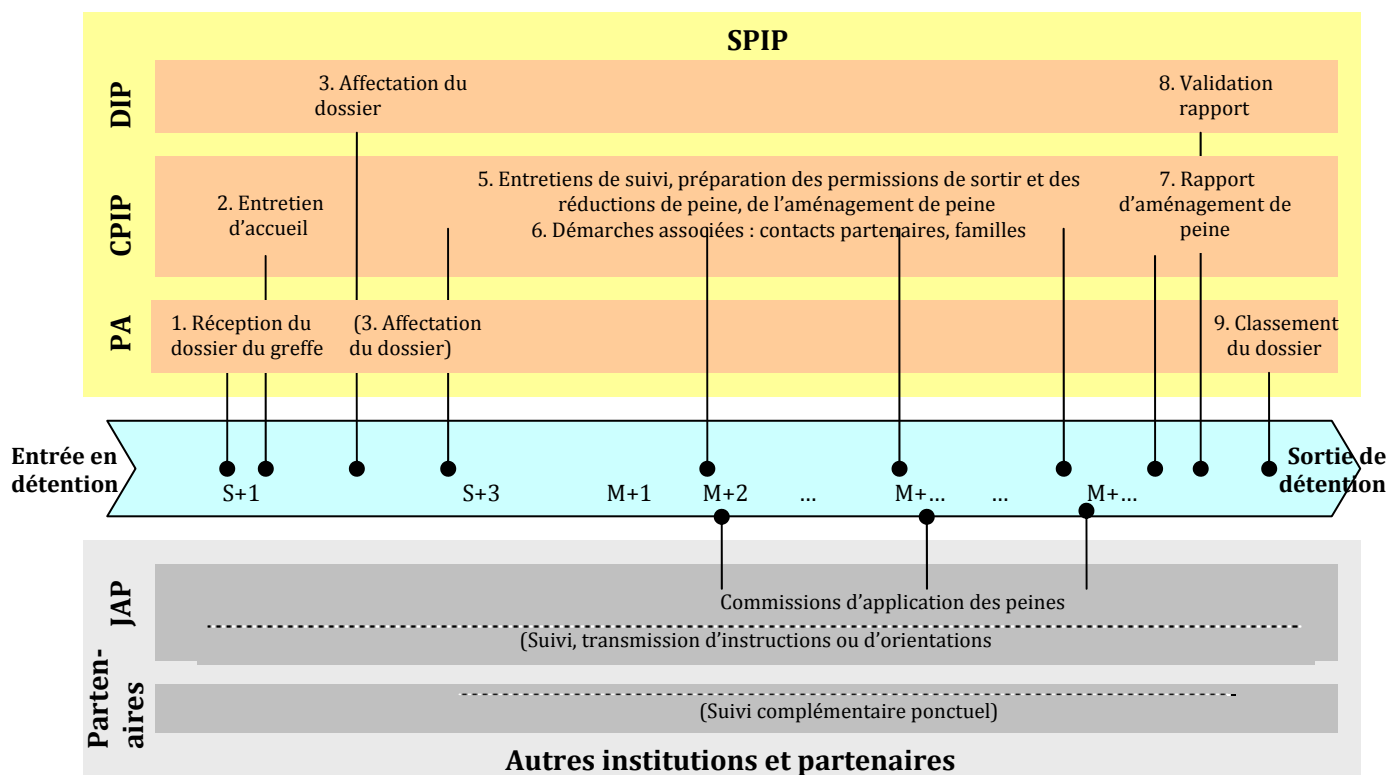 SPIP
DIP
3. Affectation du
dossier
8. Validation
rapport
CPIP
2. Entretien
d’accueil
5. Entretiens de suivi, préparation des permissions de sortir et des
réductions de peine, de l’aménagement de peine
6. Démarches associées : contacts partenaires, familles
7. Rapport
d’aménagement de
peine
PA
1. Réception du
dossier du greffe
(3. Affectation
du dossier)
9. Classement
du dossier
Entrée en
détention
S+1
S+3
M+1
M+2
...
M+...
...
M+...
Sortie de
détention
JAP
Commissions d’application des peines
(Suivi, transmission d’instructions ou d’orientations
Parten-
aires
(Suivi complémentaire ponctuel)
Autres institutions et partenaires